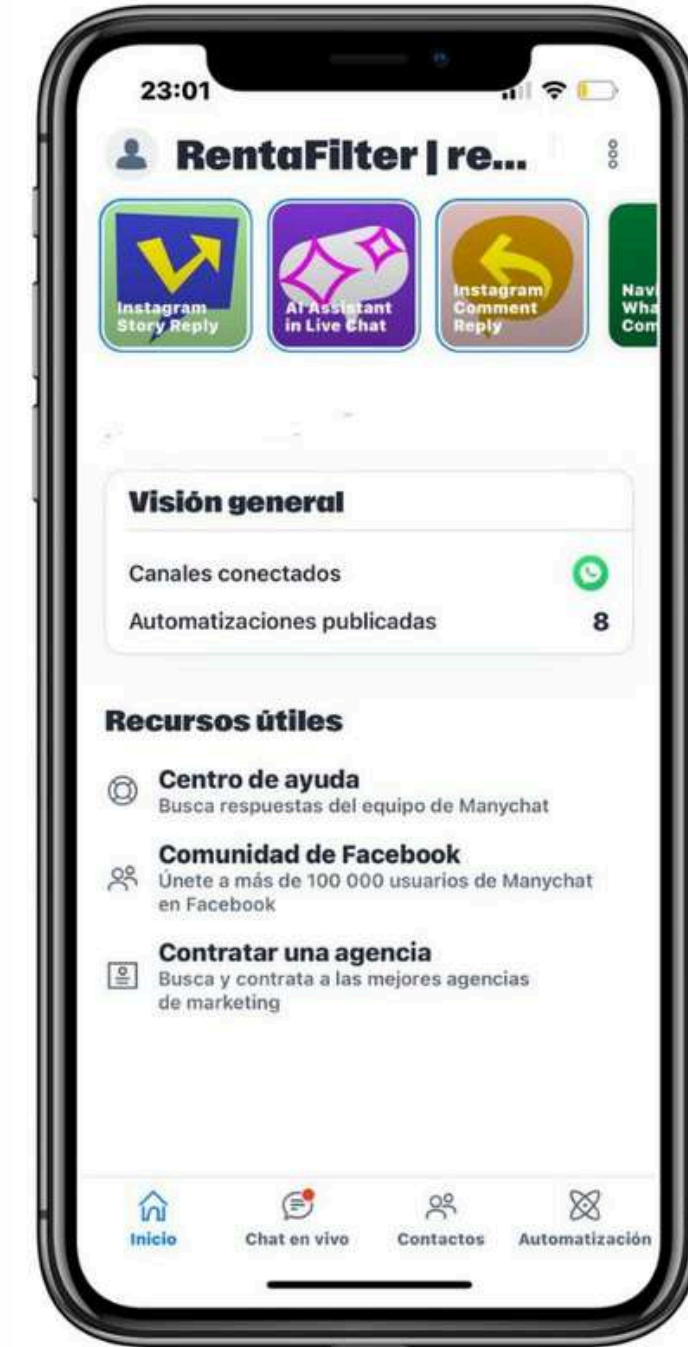 23:01
RentaFilter | re...
Instagram
Story Reply
AI Assistant
in Live Chat
Instagram
Comment
Reply
Navi
Wha
Com
Visión general
Canales conectados
Automatizaciones publicadas 8
Recursos útiles
Centro de ayuda
Busca respuestas del equipo de Manychat
Comunidad de Facebook
Únete a más de 100 000 usuarios de Manychat
en Facebook
Contratar una agencia
Busca y contrata a las mejores agencias
de marketing
Inicio Chat en vivo Contactos Automatización